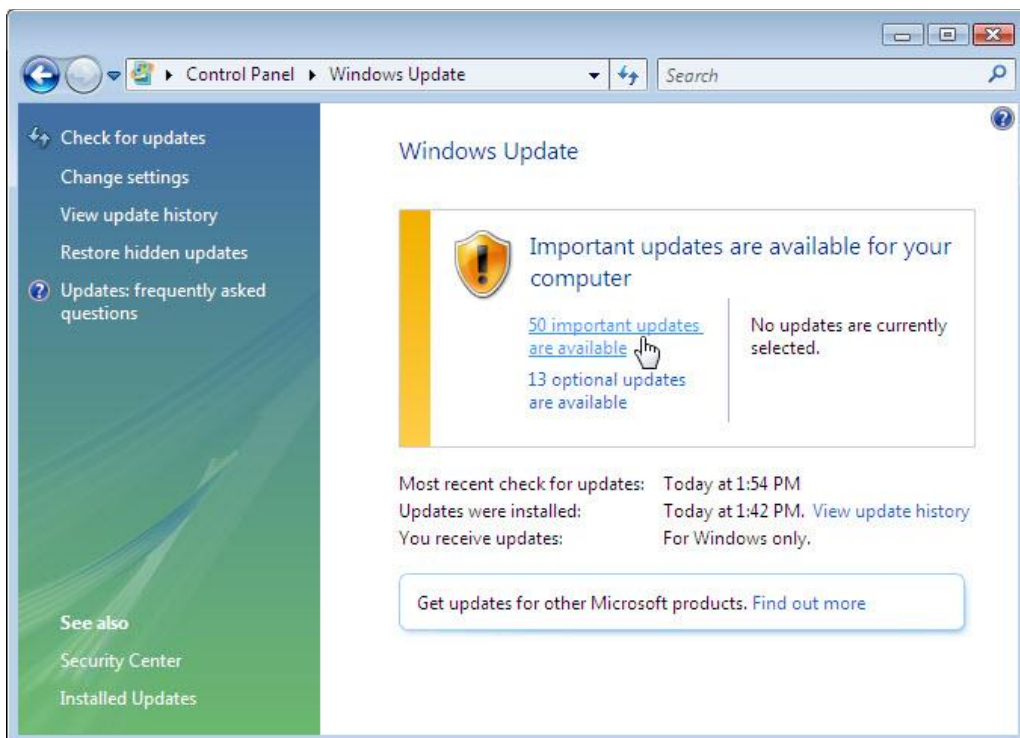 Control Panel Windows Update
Search
Check for updates
Change settings
View update history
Restore hidden updates
Updates: frequently asked
questions
See also
Security Center
Installed Updates
Windows Update
Important updates are available for your
computer
50 important updates
are available
13 optional updates
are available
No updates are currently
selected.
Most recent check for updates: Today at 1:54 PM
Updates were installed: Today at 1:42 PM. View update history
You receive updates: For Windows only.
Get updates for other Microsoft products. Find out more